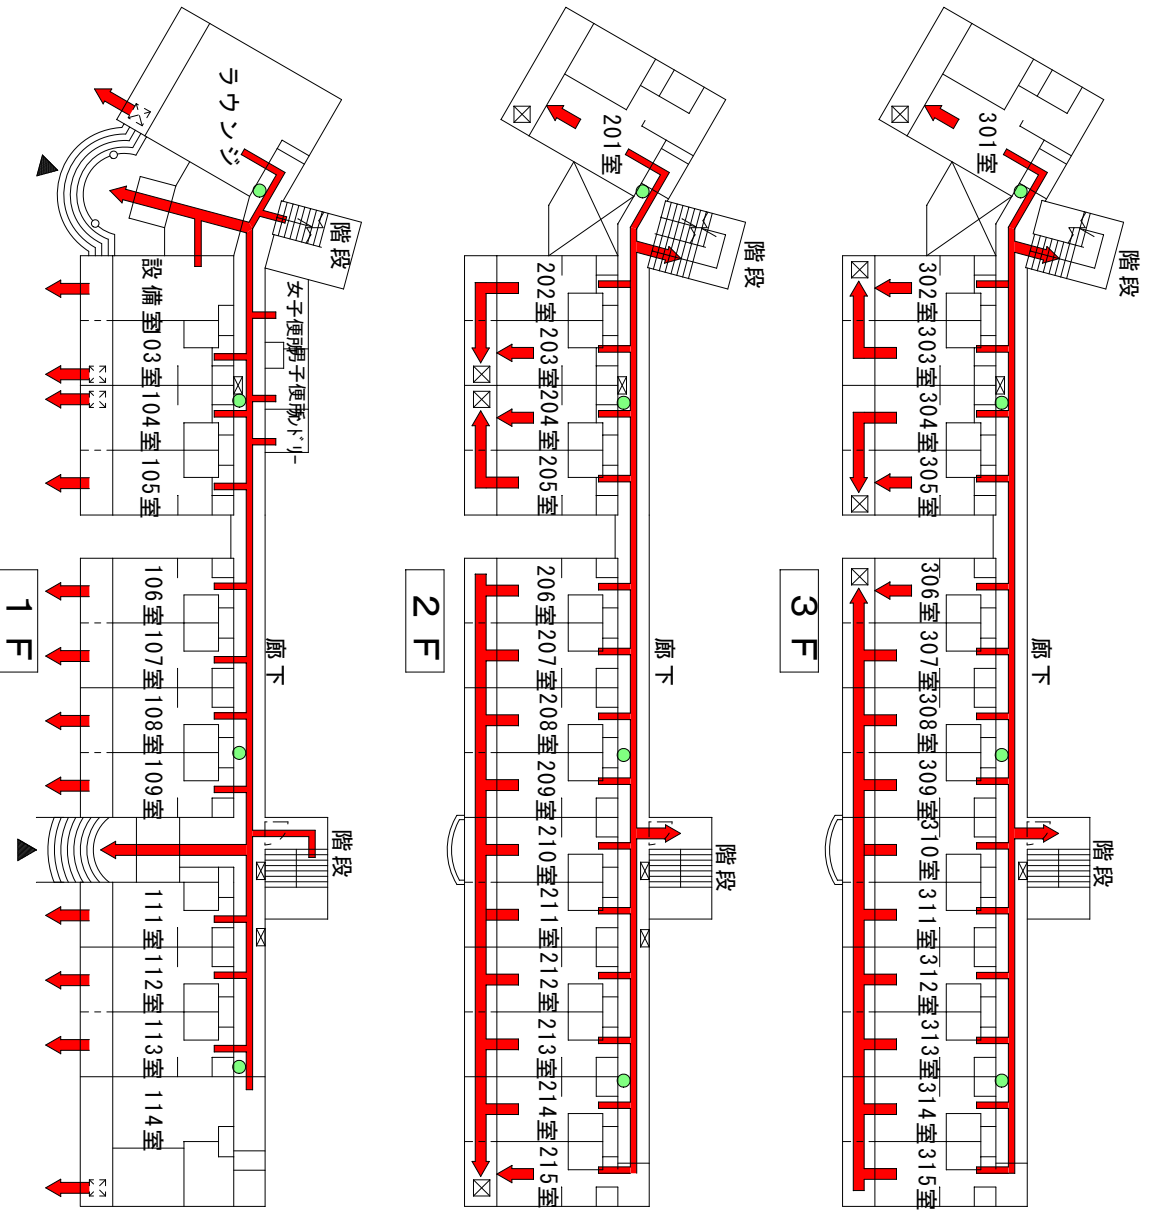 ラウンジ
階段
設備室
103室
104室
105室
女子便所
男子便所
106室
107室
108室
109室
廊下
階段
111室
112室
113室
114室
1F
201室
階段
202室
203室
204室
205室
206室
207室
208室
209室
210室
211室
212室
213室
214室
215室
廊下
階段
2F
301室
階段
302室
303室
304室
305室
306室
307室
308室
309室
310室
311室
312室
313室
314室
315室
廊下
階段
3F